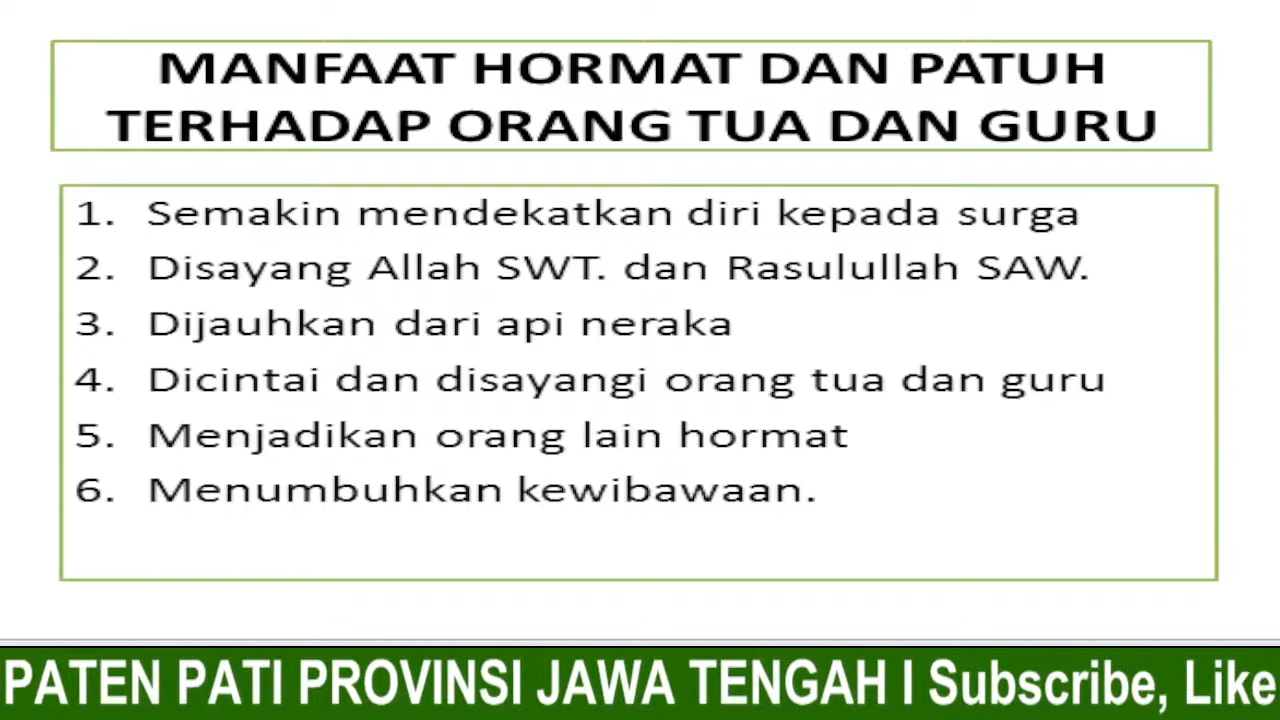 MANFAAT HORMAT DAN PATUH
TERHADAP ORANG TUA DAN GURU
1. Semakin mendekatkan diri kepada surga
2. Disayang Allah SWT. dan Rasulullah SAW.
3. Dijauhkan dari api neraka
4. Dicintai dan disayangi orang tua dan guru
5. Menjadikan orang lain hormat
6. Menumbuhkan kewibawaan.
PATEN PATI PROVINSI JAWA TENGAH I Subscribe, Like